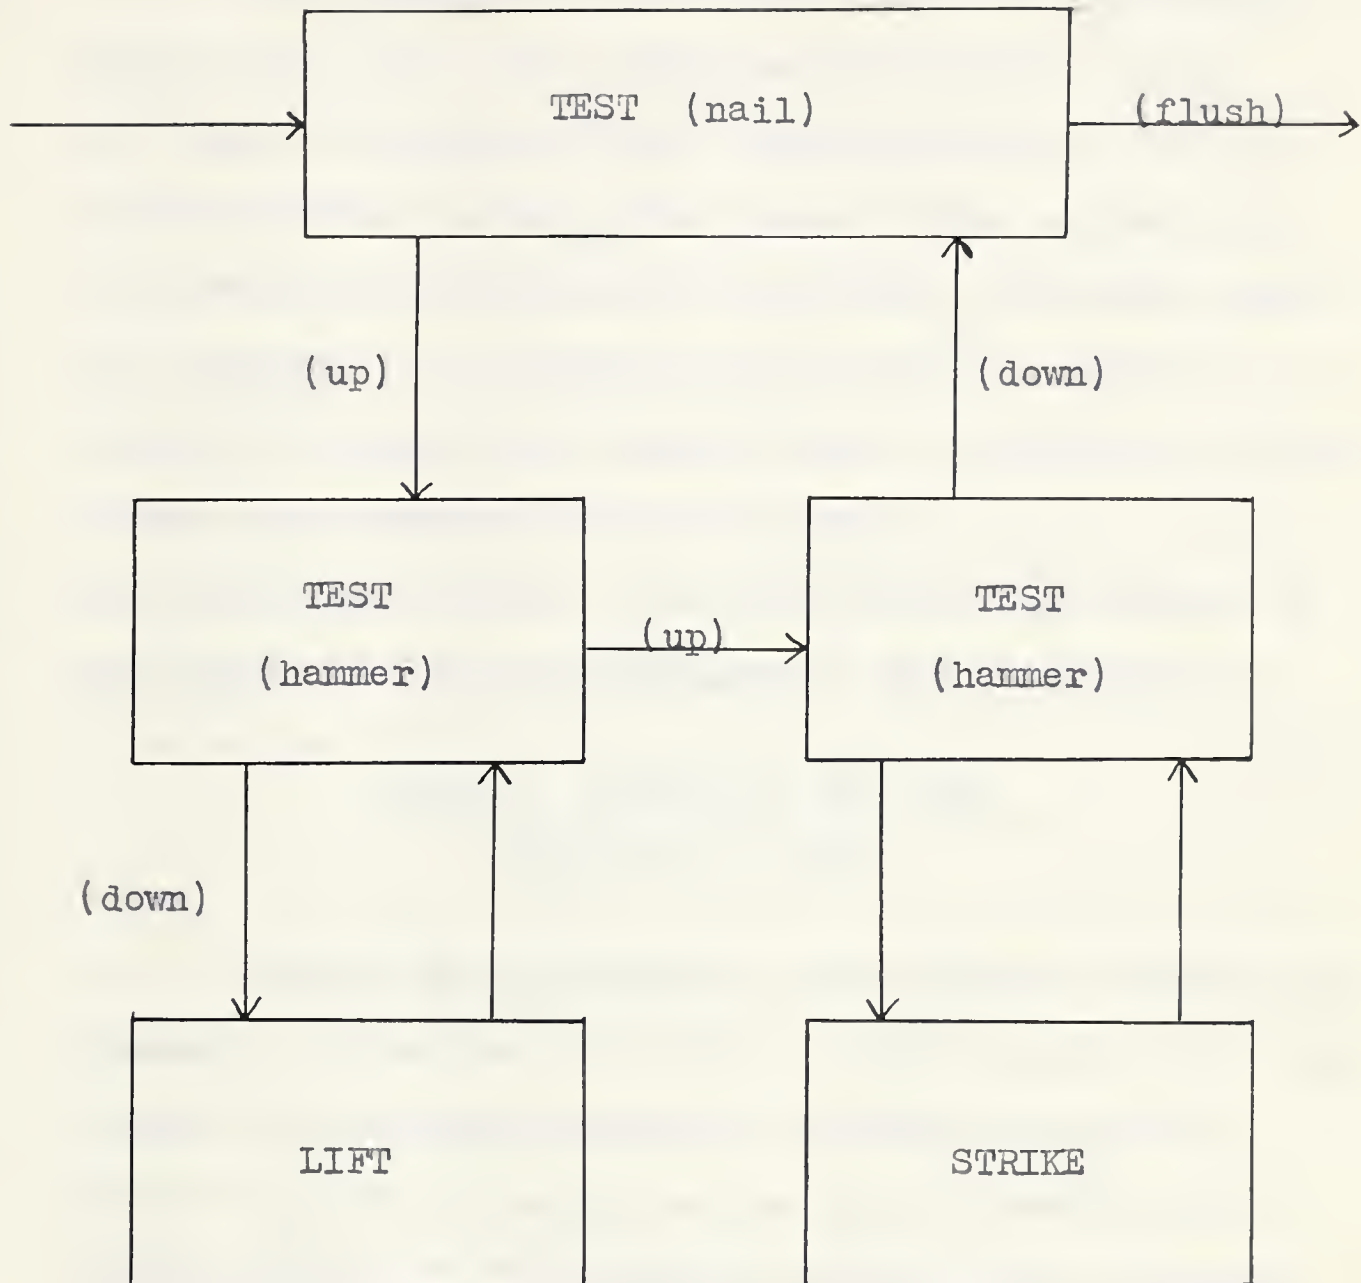 TEST (nail)
(flush)
(up)
(down)
TEST
(hammer)
(up)
TEST
(hammer)
(down)
LIFT
STRIKE